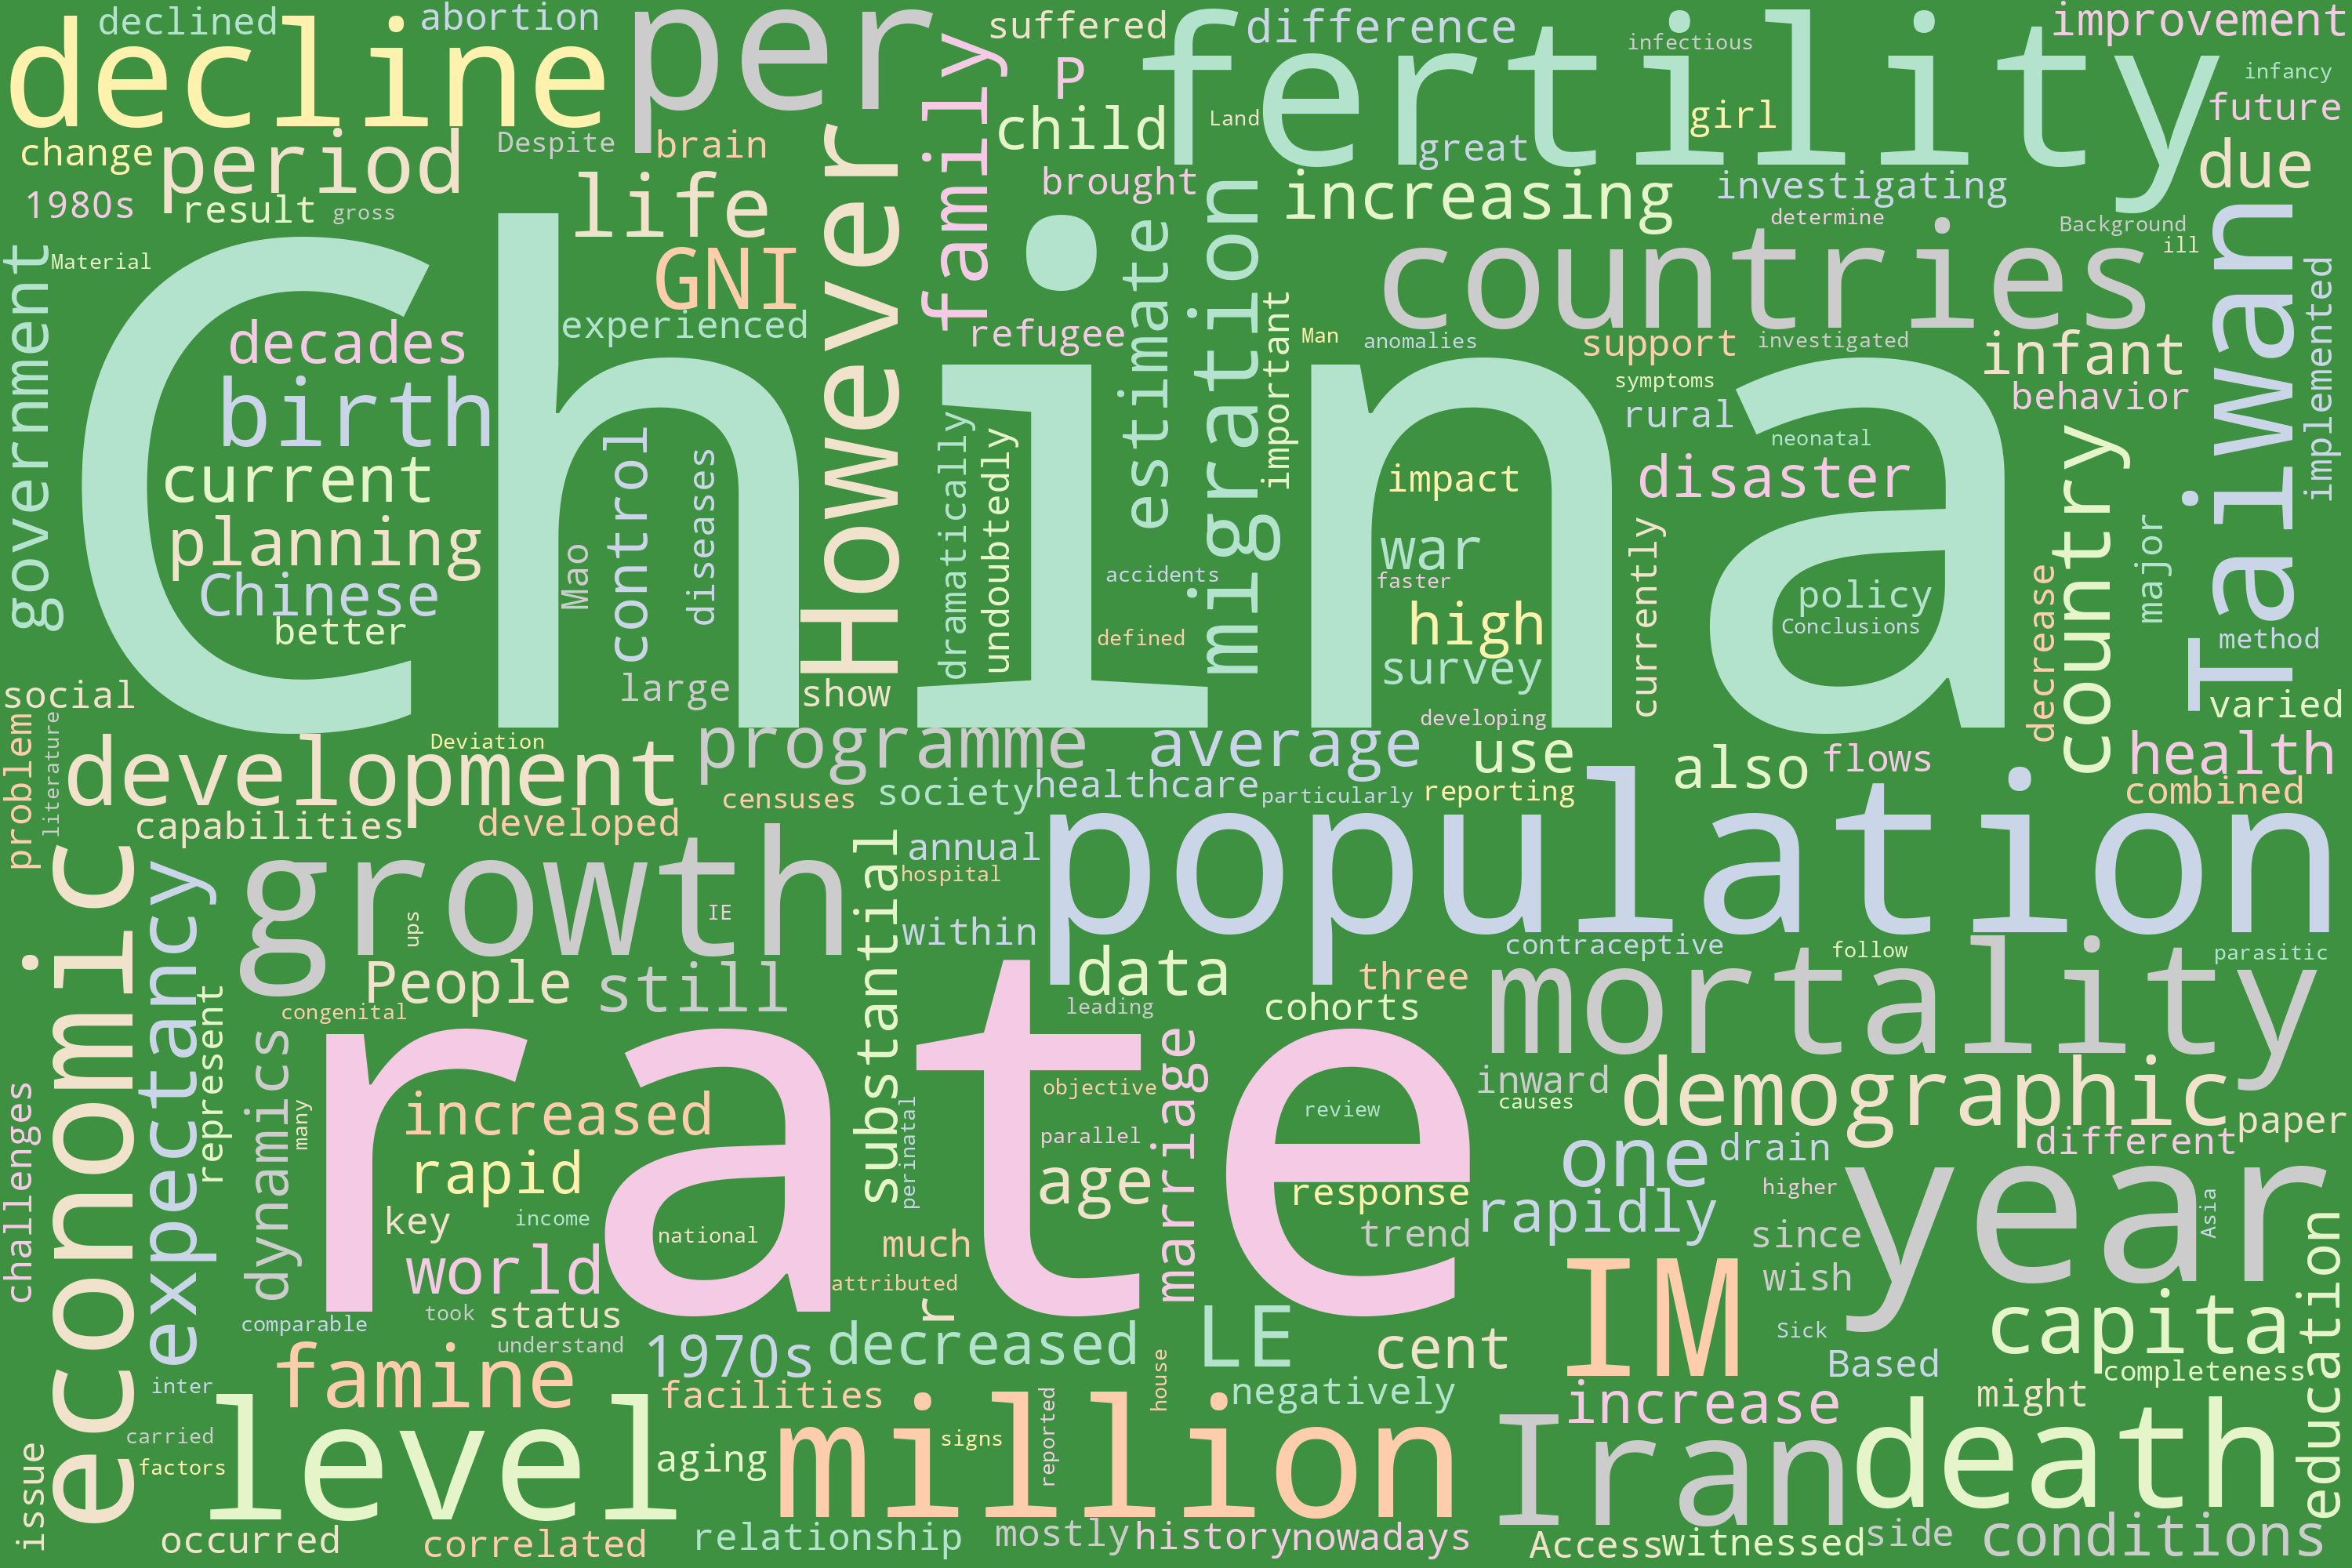 declined
abortion
decline
per
suffered
difference
infectious
improvement
fertility
P
infancy
future
family
child
Land
girl
change
period
Despite
brain
great
due
1980s
result
gross
life
However
brought
increasing
investigating
determine
Background
ill
government
Material
GNI
migration
estimate
countries
Taiwan
experienced
refugee
important
Man
anomalies
support
investigated
infant
implemented
decades
China
symptoms
behavior
birth
rural
neonatal
current
control
diseases
dramatically
undoubtedly
impact
disaster
country
planning
Mao
war
currently
major
Chinese
accidents
faster
policy
decrease
better
defined
high
Conclusions
method
social
large
show
survey
varied
developing
problem
literature
development
Deviation
programme
average
use
also
flows
health
censuses
society
healthcare
particularly
reporting
combined
capabilities
developed
population
economic
expectancy
growth
ups
IE
substantial
annual
hospital
within
contraceptive
follow
parasitic
People
still
data
three
mortality
represent
congenital
leading
cohorts
dynamics
rate
marriage
many
increased
objective
review
inward
causes
demographic
paper
challenges
rapid
perinatal
parallel
age
one
drain
different
key
income
response
rapidly
higher
year
Asia
national
much
trend
since
education
world
attributed
wish
IM
took
status
r
comparable
understand
1970s
decreased
LE
cent
Sick
capita
famine
Based
completeness
inter
facilities
house
negatively
increase
might
level
million
Iran
death
carried
signs
reported
factors
aging
issue
occurred
correlated
relationship
mostly
history
nowadays
Access
witnessed
side
conditions